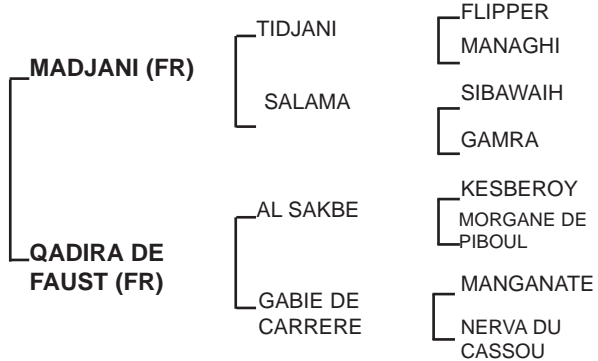 FLIPPER
TIDJANI
MANAGHI
MADJANI (FR)
SIBAWAIH
SALAMA
GAMRA
KESBEROY
AL SAKBE
MORGANE DE
PIBOUL
QADIRA DE
FAUST (FR)
MANGANATE
GABIE DE
CARRERE
NERVA DU
CASSOU